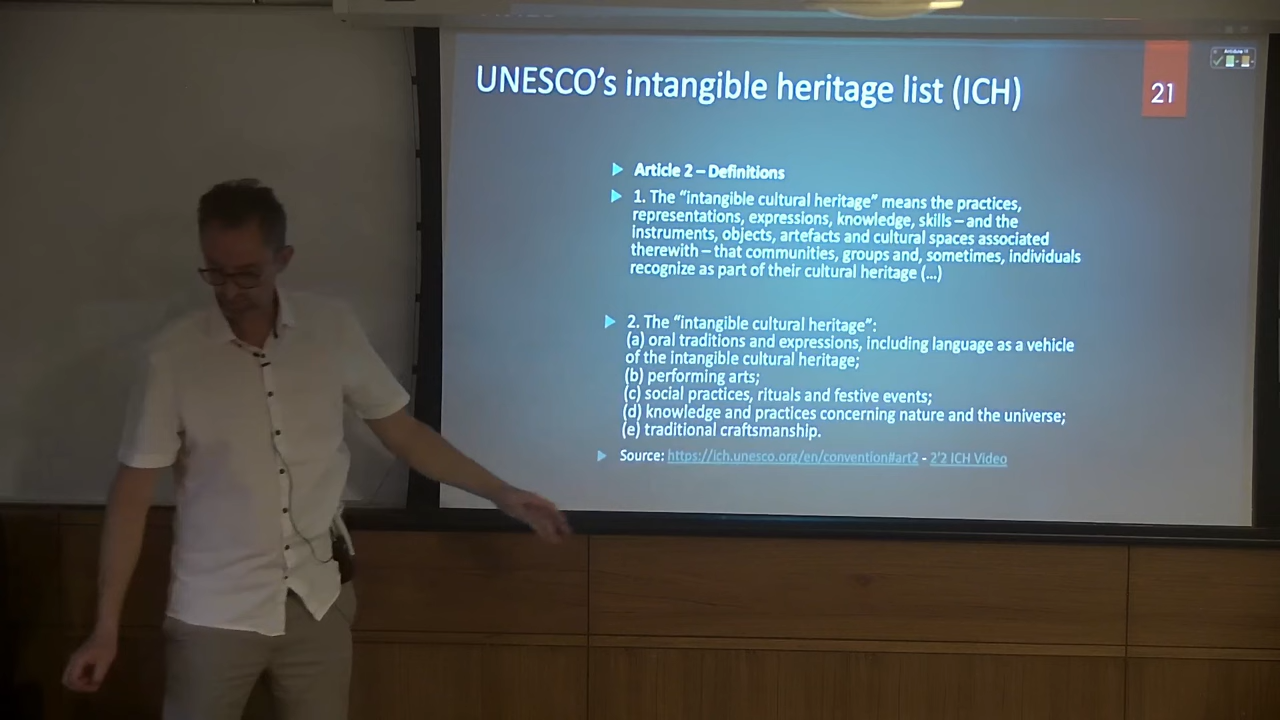 UNESCO's intangible heritage list (ICH)
21
Article 2 – Definitions
1. The “intangible cultural heritage” means the practices,
representations, expressions, knowledge, skills – and the
instruments, objects, artefacts and cultural spaces associated
therewith – that communities, groups and, sometimes, individuals
recognize as part of their cultural heritage (...)
2. The “intangible cultural heritage”:
(a) oral traditions and expressions, including language as a vehicle
of the intangible cultural heritage;
(b) performing arts;
(c) social practices, rituals and festive events;
(d) knowledge and practices concerning nature and the universe;
(e) traditional craftsmanship.
Source: https://ich.unesco.org/en/convention#art2 - 2'2 ICH Video